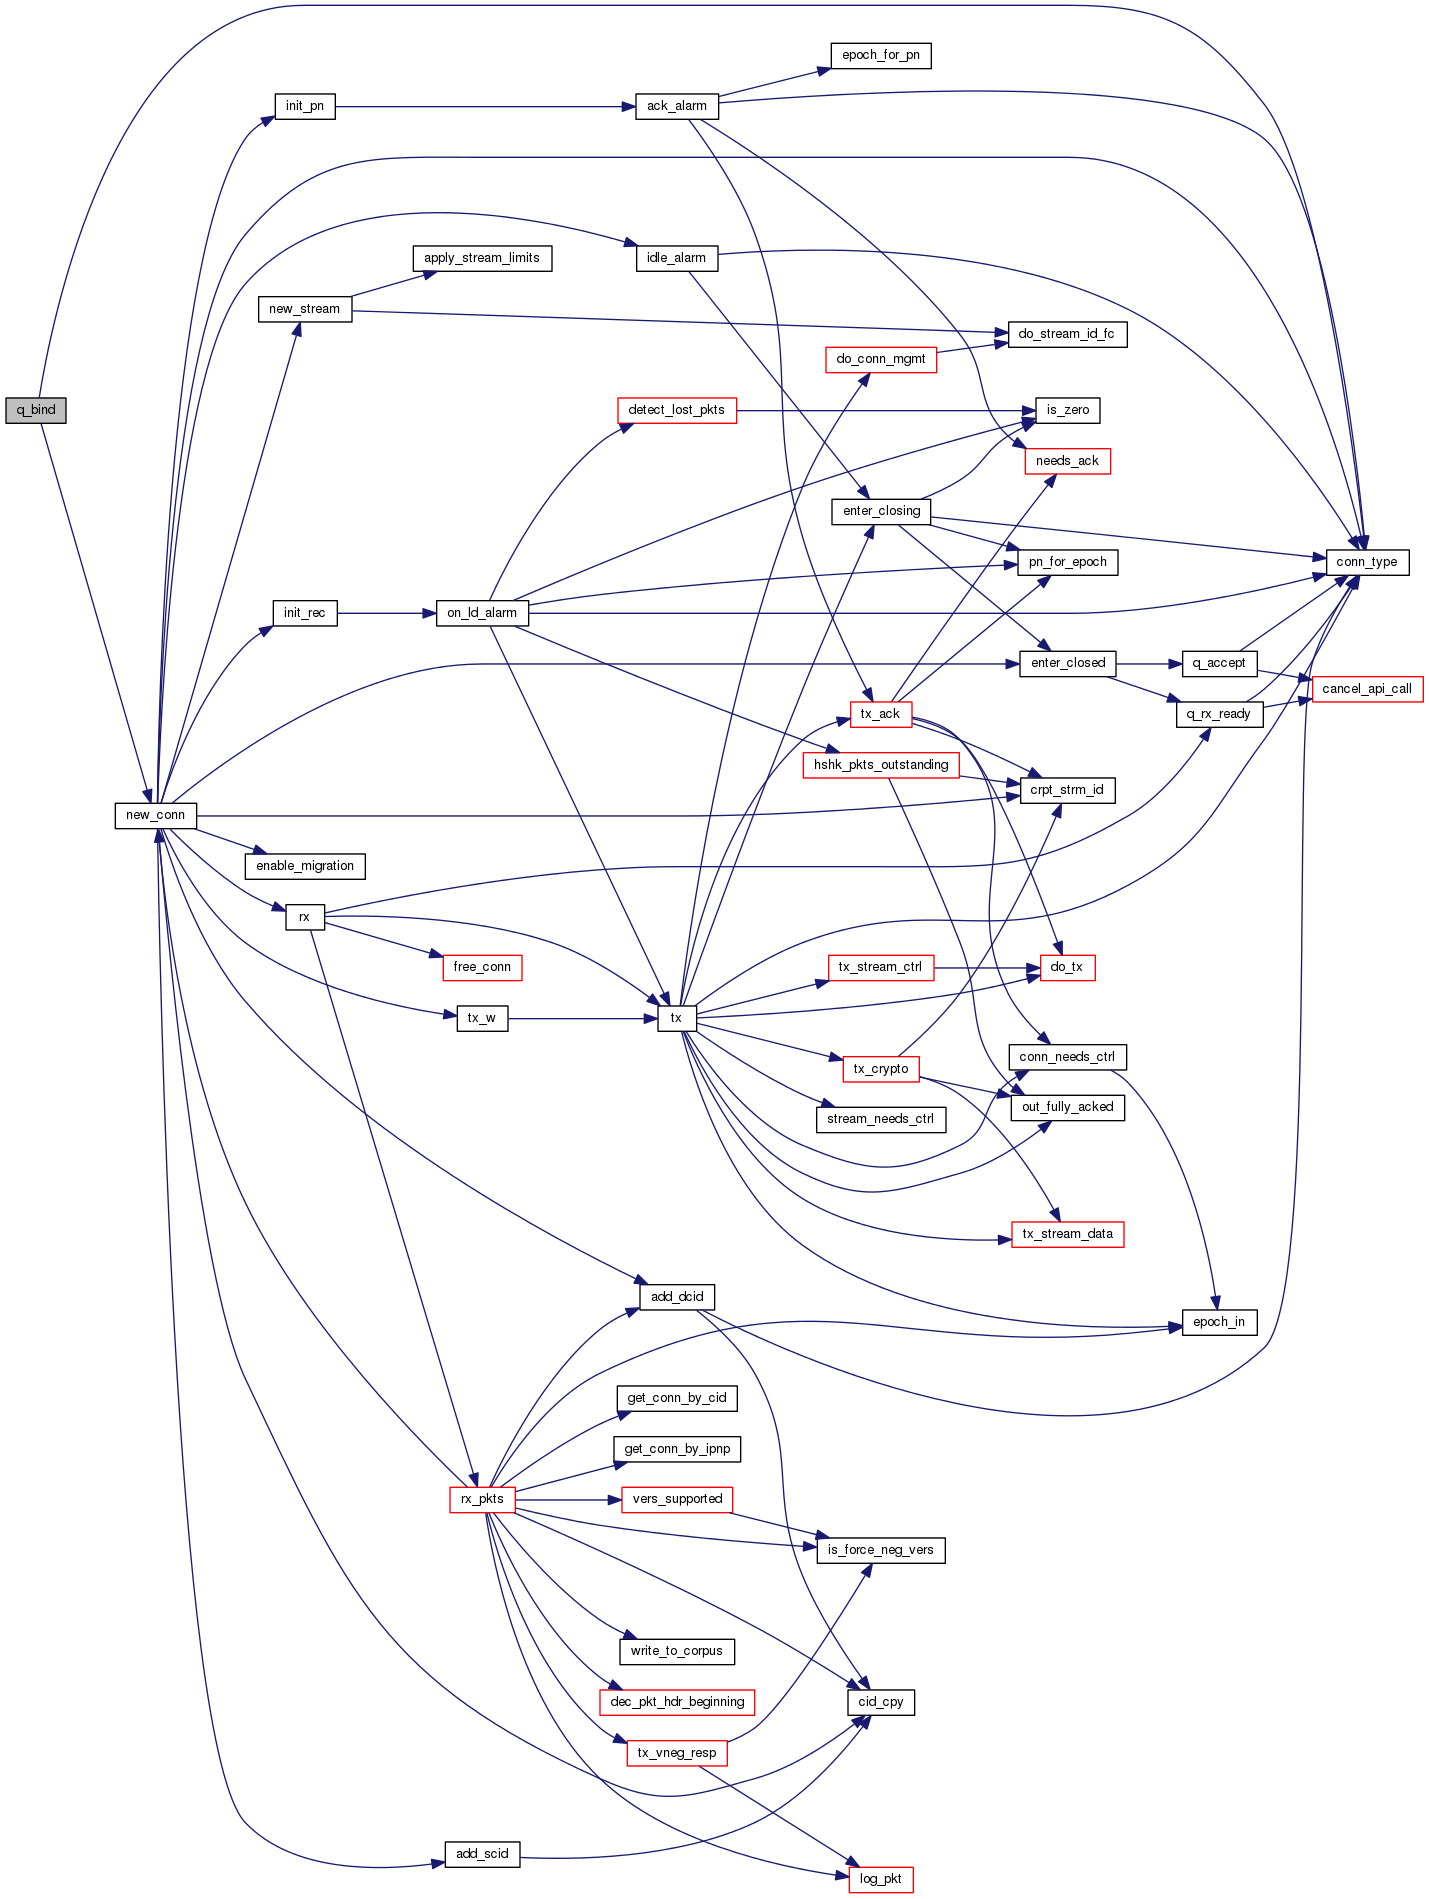 epoch_for_pn
init_pn
ack_alarm
apply_stream_limits
idle_alarm
new_stream
do_stream_id_fc
do_conn_mgmt
q_bind
detect_lost_pkts
is_zero
needs_ack
enter_closing
pn_for_epoch
conn_type
init_rec
on_ld_alarm
enter_closed
q_accept
cancel_api_call
tx_ack
q_rx_ready
hshk_pkts_outstanding
crpt_strm_id
new_conn
enable_migration
rx
free_conn
tx_stream_ctrl
do_tx
tx_w
tx
conn_needs_ctrl
tx_crypto
out_fully_acked
stream_needs_ctrl
tx_stream_data
add_dcid
epoch_in
get_conn_by_cid
get_conn_by_ipnp
rx_pkts
vers_supported
is_force_neg_vers
write_to_corpus
dec_pkt_hdr_beginning
cid_cpy
tx_vneg_resp
add_scid
log_pkt